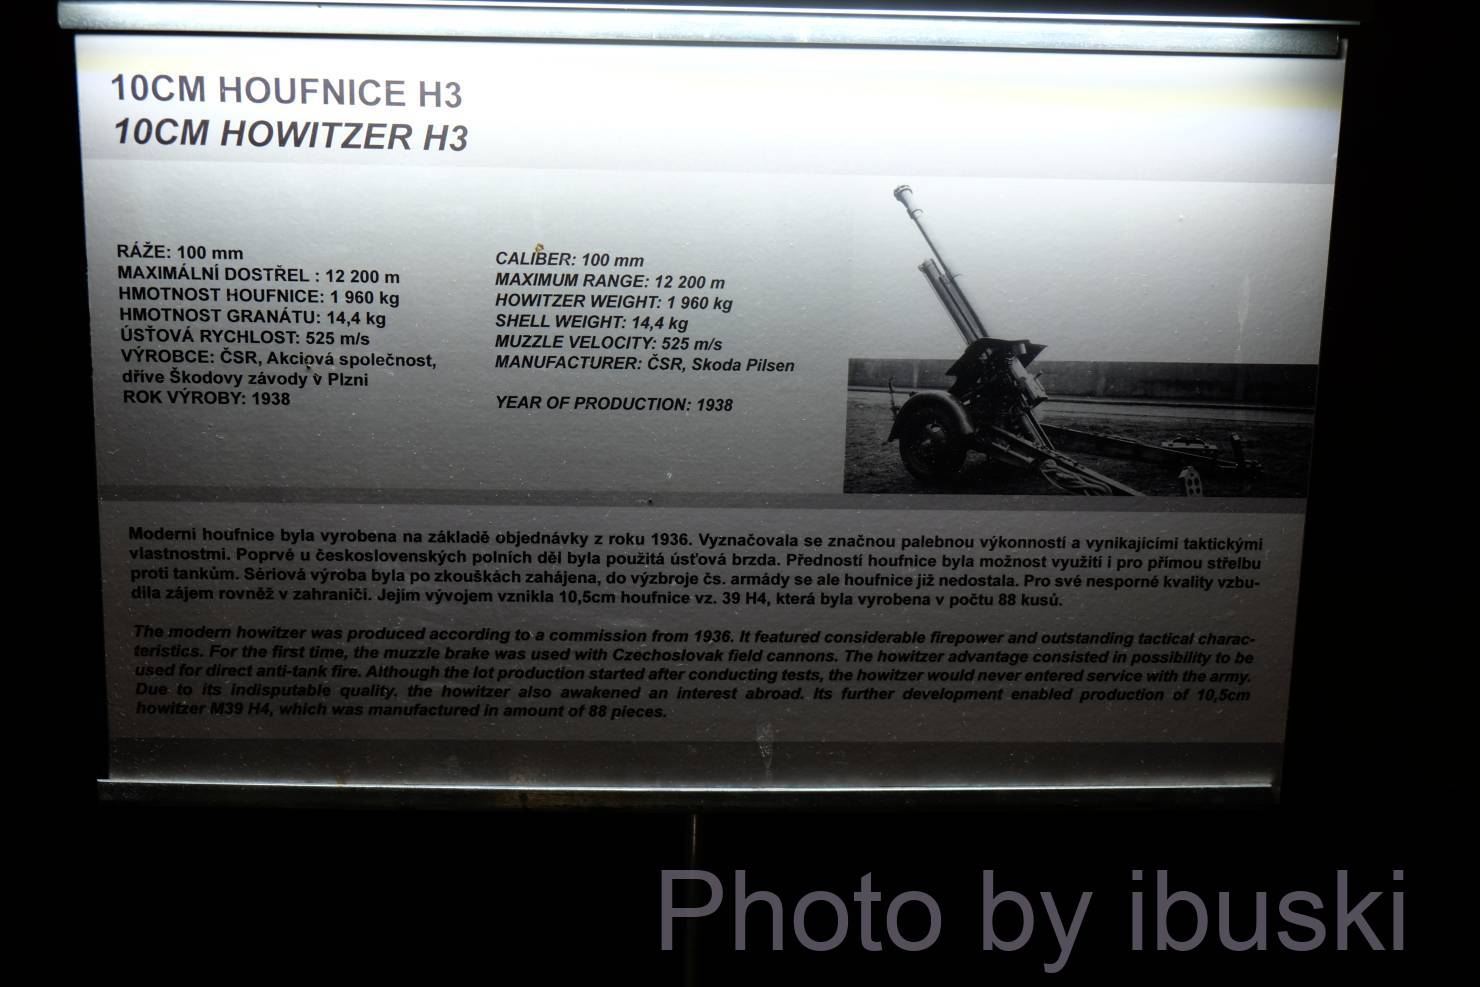 10CM HOUFNICE H3
10CM HOWITZER H3
RÁŽE: 100 mm
MAXIMÁLNÍ DOSTŘEL : 12 200 m
HMOTNOST HOUFNICE: 1 960 kg
HMOTNOST GRANÁTU: 14,4 kg
ÚSŤOVÁ RYCHLOST: 525 m/s
VÝROBCE: ČSR, Akciová společnost,
dříve Škodovy závody v Plzni
ROK VÝROBY: 1938
CALIBER: 100 mm
MAXIMUM RANGE: 12 200 m
HOWITZER WEIGHT: 1 960 kg
SHELL WEIGHT: 14,4 kg
MUZZLE VELOCITY: 525 m/s
MANUFACTURER: ČSR, Skoda Pilsen
YEAR OF PRODUCTION: 1938
Moderní houfnice byla vyrobena na základě objednávky z roku 1936. Vyznačovala se značnou palebnou výkonností a vynikajícími taktickými
vlastnostmi. Poprvé u československých polních děl byla použitá úsťová brzda. Předností houfnice byla možnost využití i pro přímou střelbu
proti tankům. Sériová výroba byla po zkouškách zahájena, do výzbroje čs. armády se ale houfnice již nedostala. Pro své nesporné kvality vzbu-
dila zájem rovněž v zahraničí. Jejím vývojem vznikla 10,5cm houfnice vz. 39 H4, která byla vyrobena v počtu 88 kusů.
The modern howitzer was produced according to a commission from 1936. It featured considerable firepower and outstanding tactical charac-
teristics. For the first time, the muzzle brake was used with Czechoslovak field cannons. The howitzer advantage consisted in possibility to be
used for direct anti-tank fire. Although the lot production started after conducting tests, the howitzer would never entered service with the army.
Due to its indisputable quality, the howitzer also awakened an interest abroad. Its further development enabled production of 10,5cm
howitzer M39 H4, which was manufactured in amount of 88 pieces.
Photo by ibuski